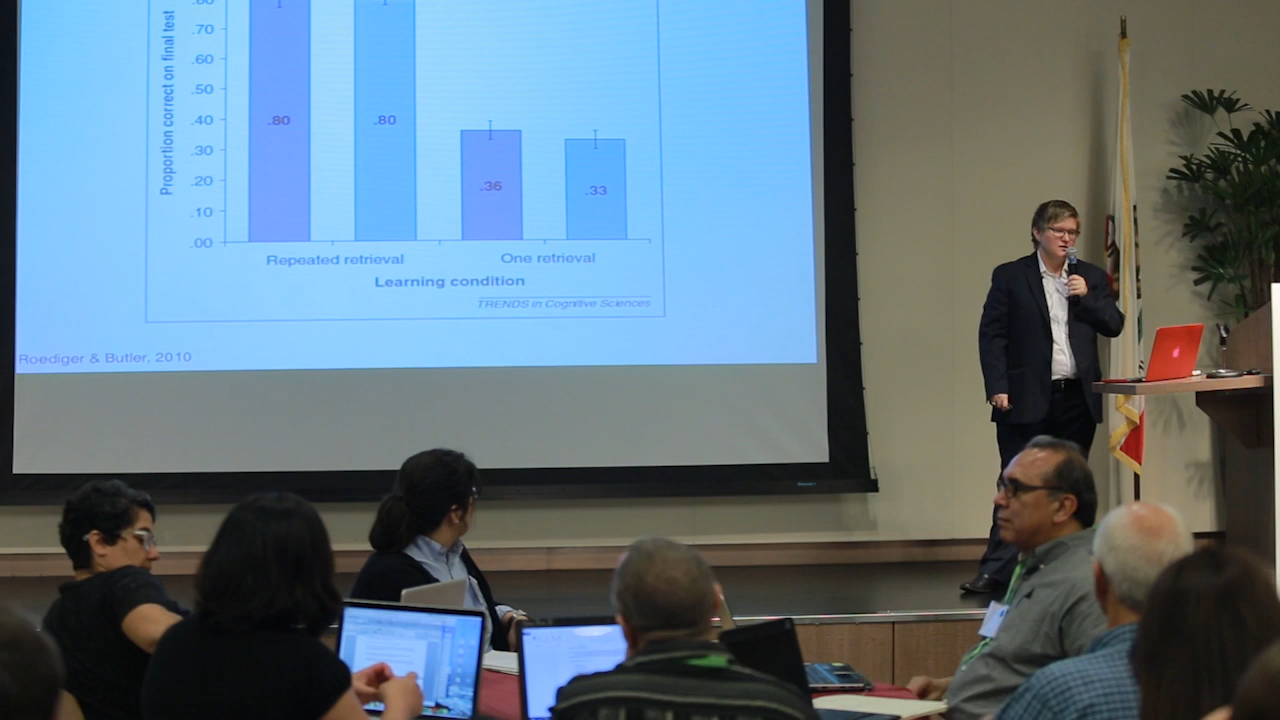 .80
.70
.60
.50
.40
.30
.20
.10
.00
Proportion correct on final test
.80
.80
.36
.33
Repeated retrieval
One retrieval
Learning condition
TRENDS in Cognitive Sciences
Roediger & Butler, 2010